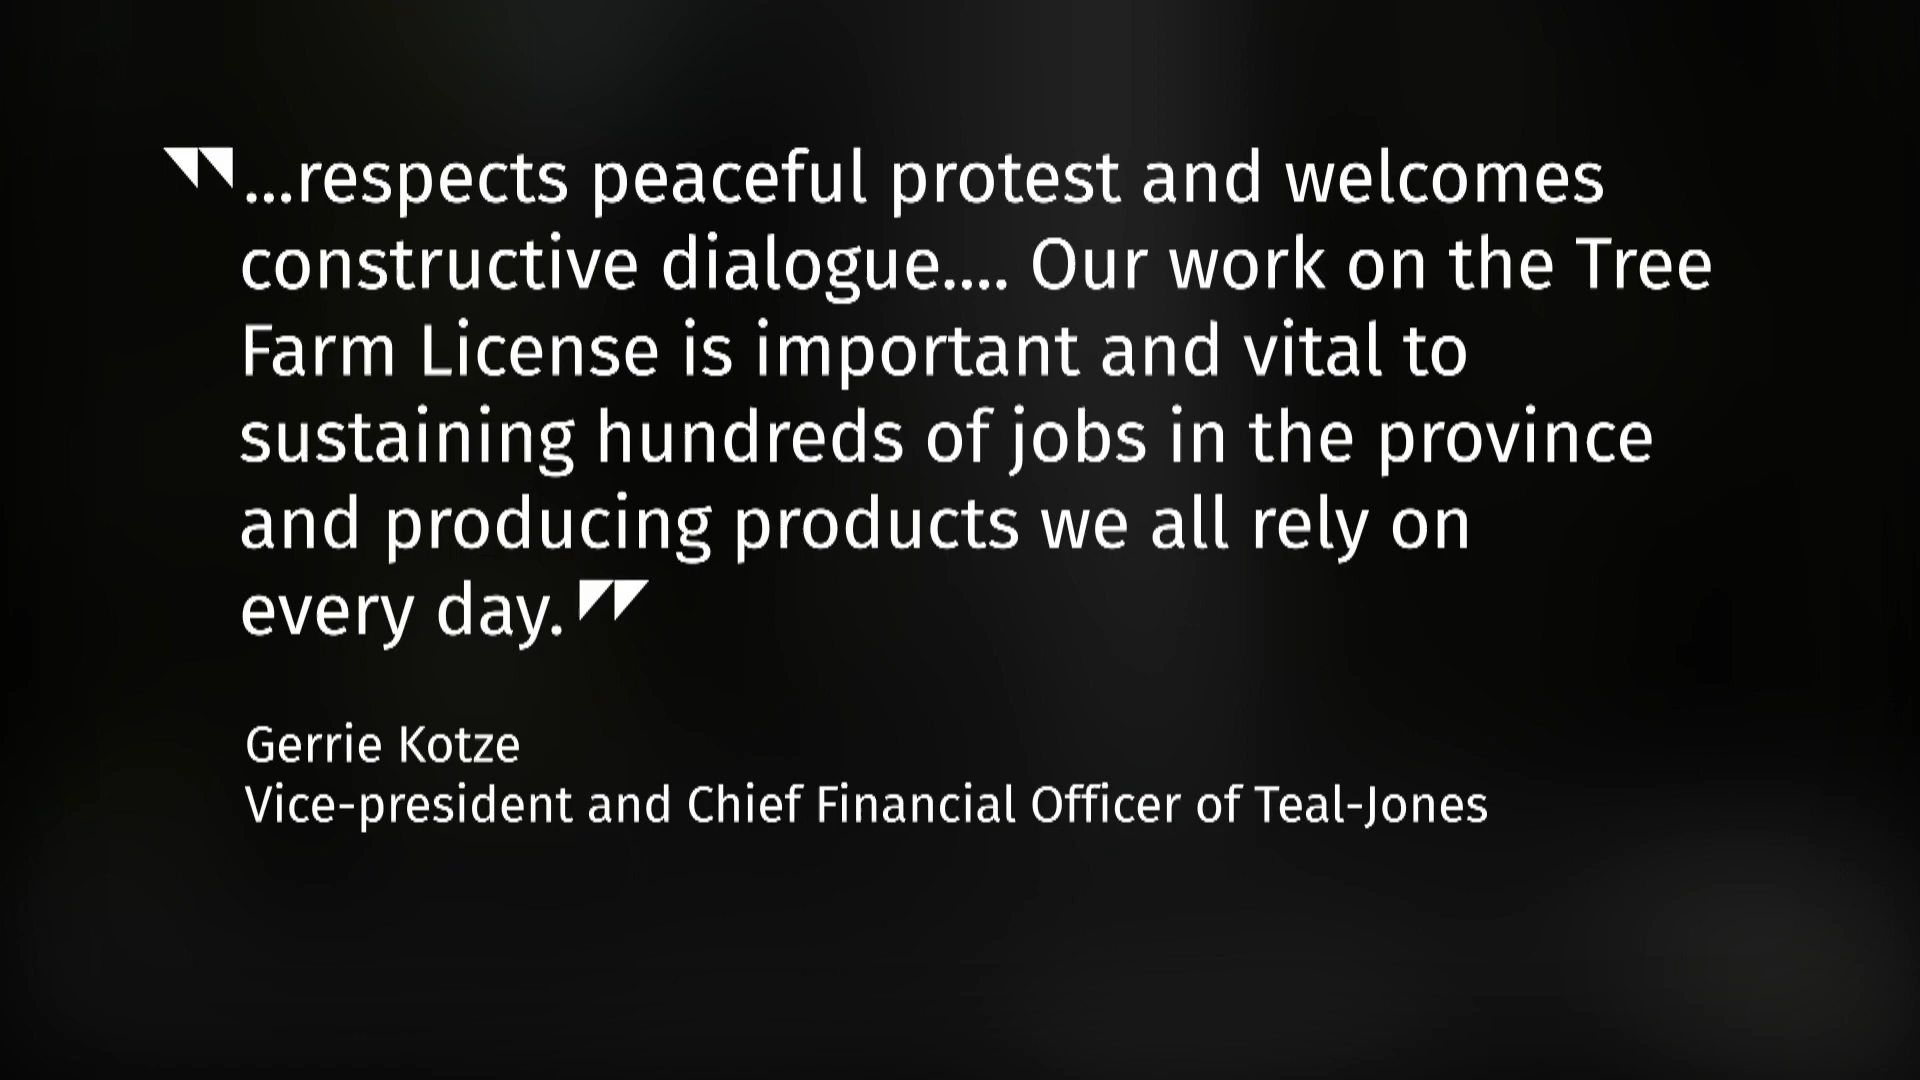 "...respects peaceful protest and welcomes
constructive dialogue.... Our work on the Tree
Farm License is important and vital to
sustaining hundreds of jobs in the province
and producing products we all rely on
every day."
Gerrie Kotze
Vice-president and Chief Financial Officer of Teal-Jones